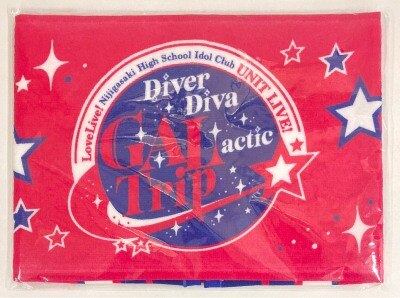 LoveLive! Nijigasaki High School Idol Club UNIT LIVE!
Diver
Diva
GALactic
Trip